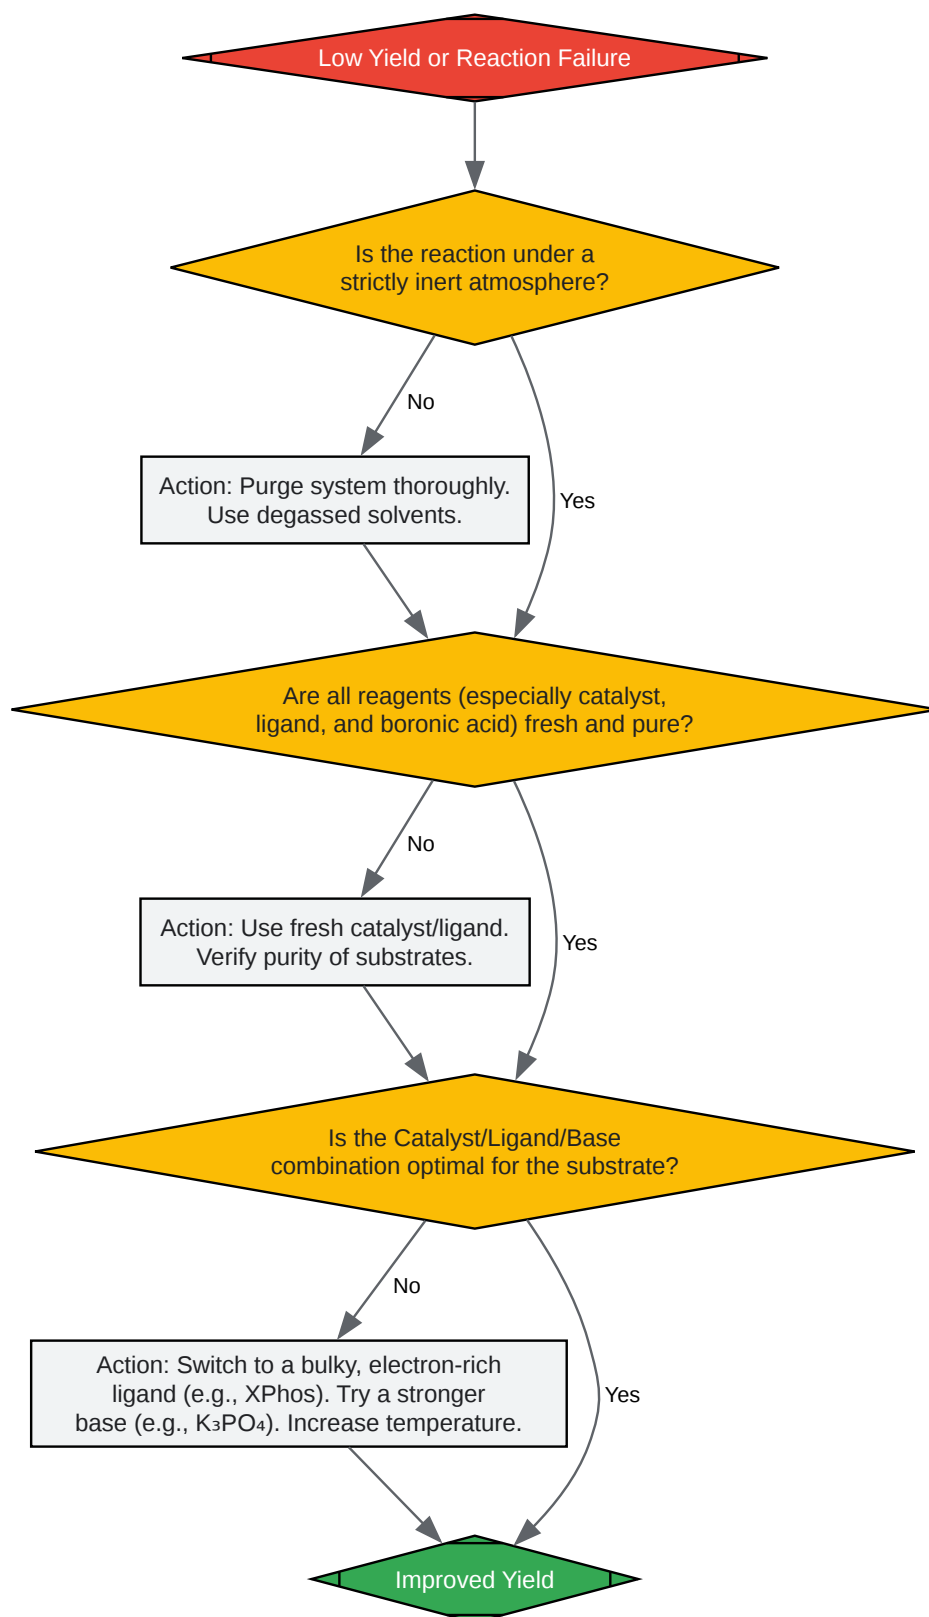 Low Yield or Reaction Failure
Is the reaction under a
strictly inert atmosphere?
No
Action: Purge system thoroughly.
Use degassed solvents.
Yes
Are all reagents (especially catalyst,
ligand, and boronic acid) fresh and pure?
No
Action: Use fresh catalyst/ligand.
Verify purity of substrates.
Yes
Is the Catalyst/Ligand/Base
combination optimal for the substrate?
No
Action: Switch to a bulky, electron-rich
ligand (e.g., XPhos). Try a stronger
base (e.g., K₃PO₄). Increase temperature.
Yes
Improved Yield